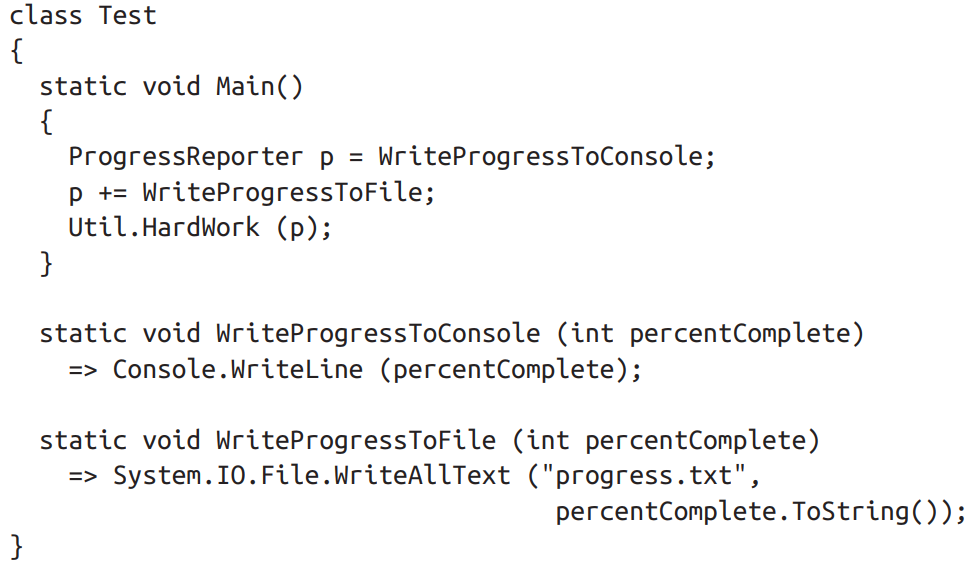 class Test
{
  static void Main()
  {
    ProgressReporter p = WriteProgressToConsole;
    p += WriteProgressToFile;
    Util.HardWork (p);
  }

  static void WriteProgressToConsole (int percentComplete)
    => Console.WriteLine (percentComplete);

  static void WriteProgressToFile (int percentComplete)
    => System.IO.File.WriteAllText ("progress.txt",
                                     percentComplete.ToString());
}